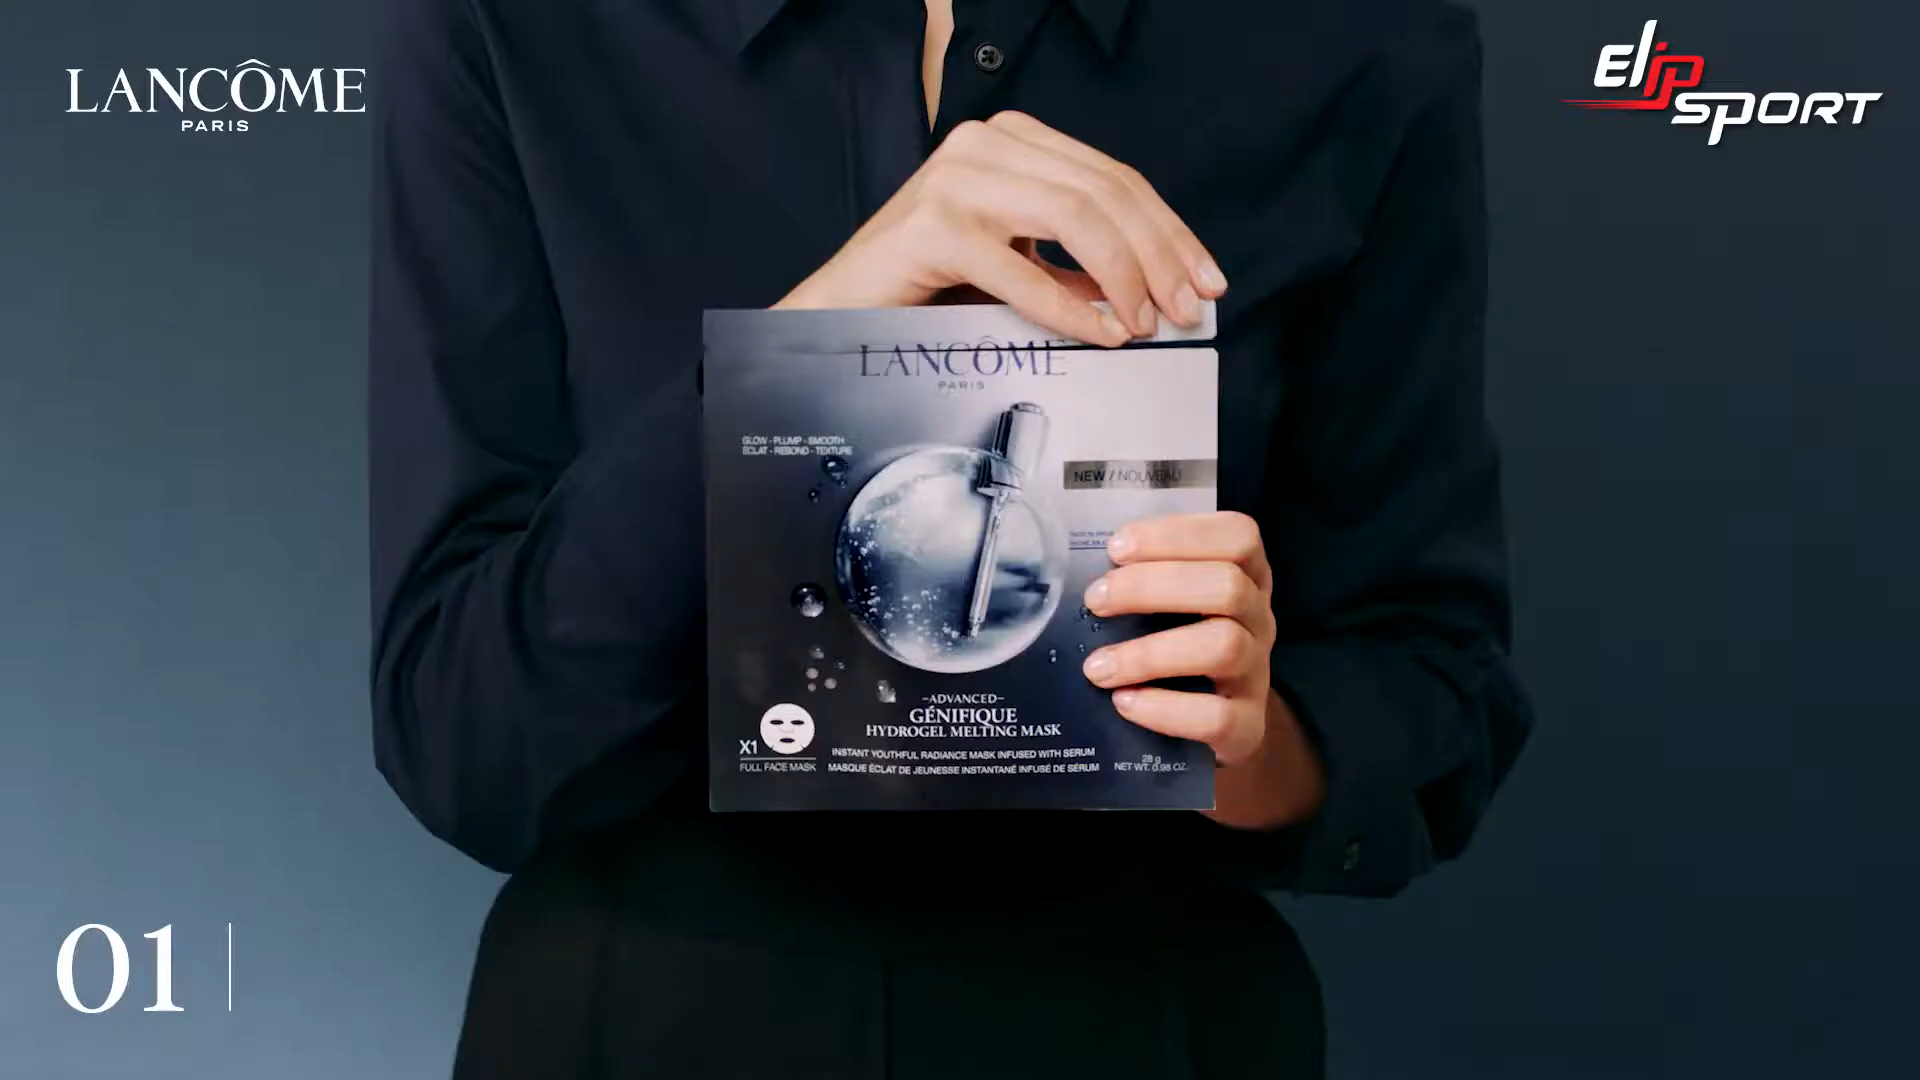 LANCÔME
PARIS
Elip
SPORT
LANCÔME
PARIS
GLOW - PLUMP - SMOOTH
ÉCLAT - REBOND - TEXTURE
NEW / NOUVEAU
–ADVANCED–
GÉNIFIQUE
HYDROGEL MELTING MASK
X1
FULL FACE MASK
INSTANT YOUTHFUL RADIANCE MASK INFUSED WITH SERUM
MASQUE ÉCLAT DE JEUNESSE INSTANTANÉ INFUSÉ DE SÉRUM
28 g
NET WT. 0.98 OZ.
01